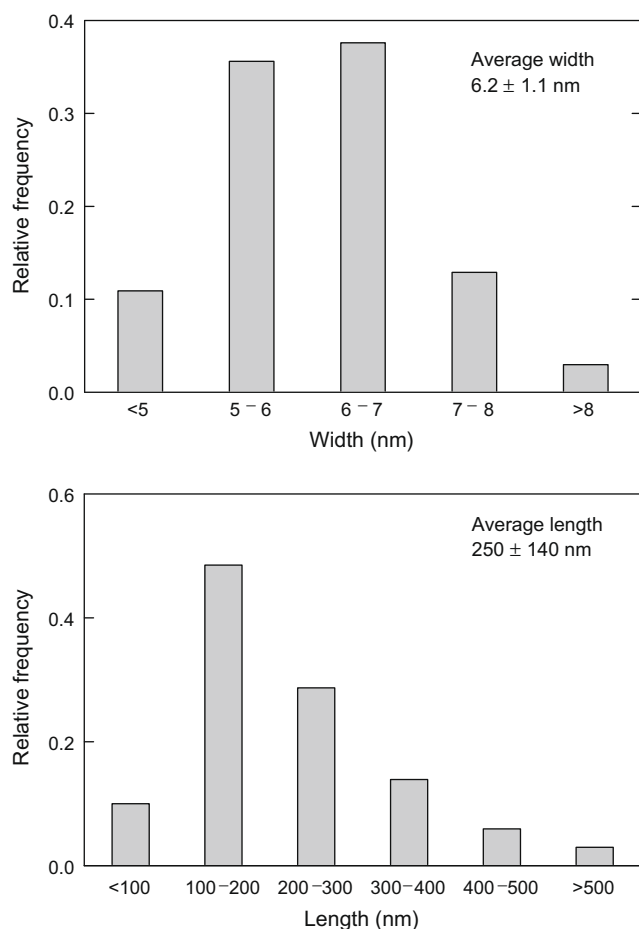 0.4
Average width
6.2 ± 1.1 nm
0.3
Relative frequency
0.2
0.1
0.0
<5 5–6 6–7 7–8 >8
Width (nm)
0.6
Average length
250 ± 140 nm
0.4
Relative frequency
0.2
0.0
<100 100–200 200–300 300–400 400–500 >500
Length (nm)